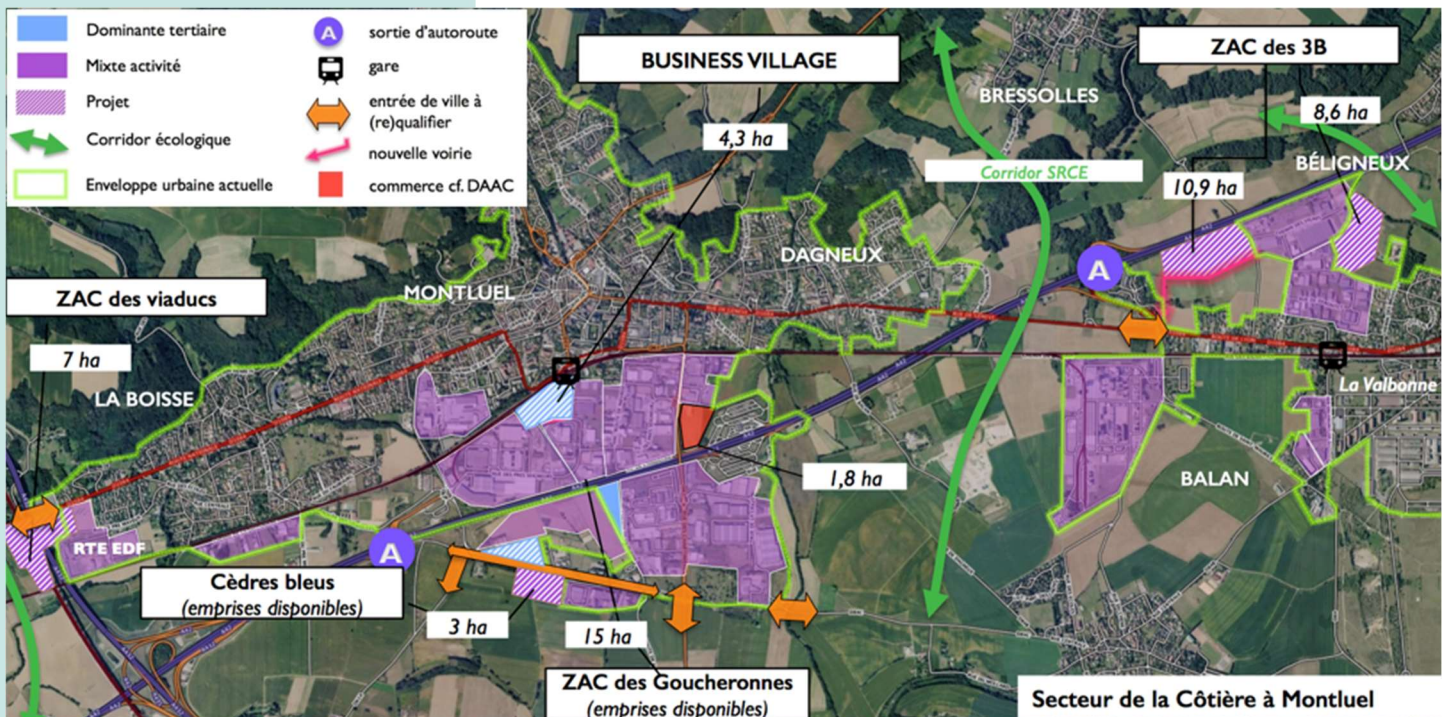 Dominante tertiaire
Mixte activité
Projet
Corridor écologique
Enveloppe urbaine actuelle
A
sortie d'autoroute
gare
entrée de ville à
(re)qualifier
nouvelle voirie
commerce cf. DAAC
BUSINESS VILLAGE
4,3 ha
ZAC des 3B
BRESSOLLES
8,6 ha
Corridor SRCE
BÉLIGNEUX
10,9 ha
DAGNEUX
A
MONTLUEL
ZAC des viaducs
7 ha
LA BOISSE
La Valbonne
1,8 ha
BALAN
RTE EDF
A
Cèdres bleus
(emprises disponibles)
3 ha
15 ha
ZAC des Goucheronnes
(emprises disponibles)
Secteur de la Côtière à Montluel